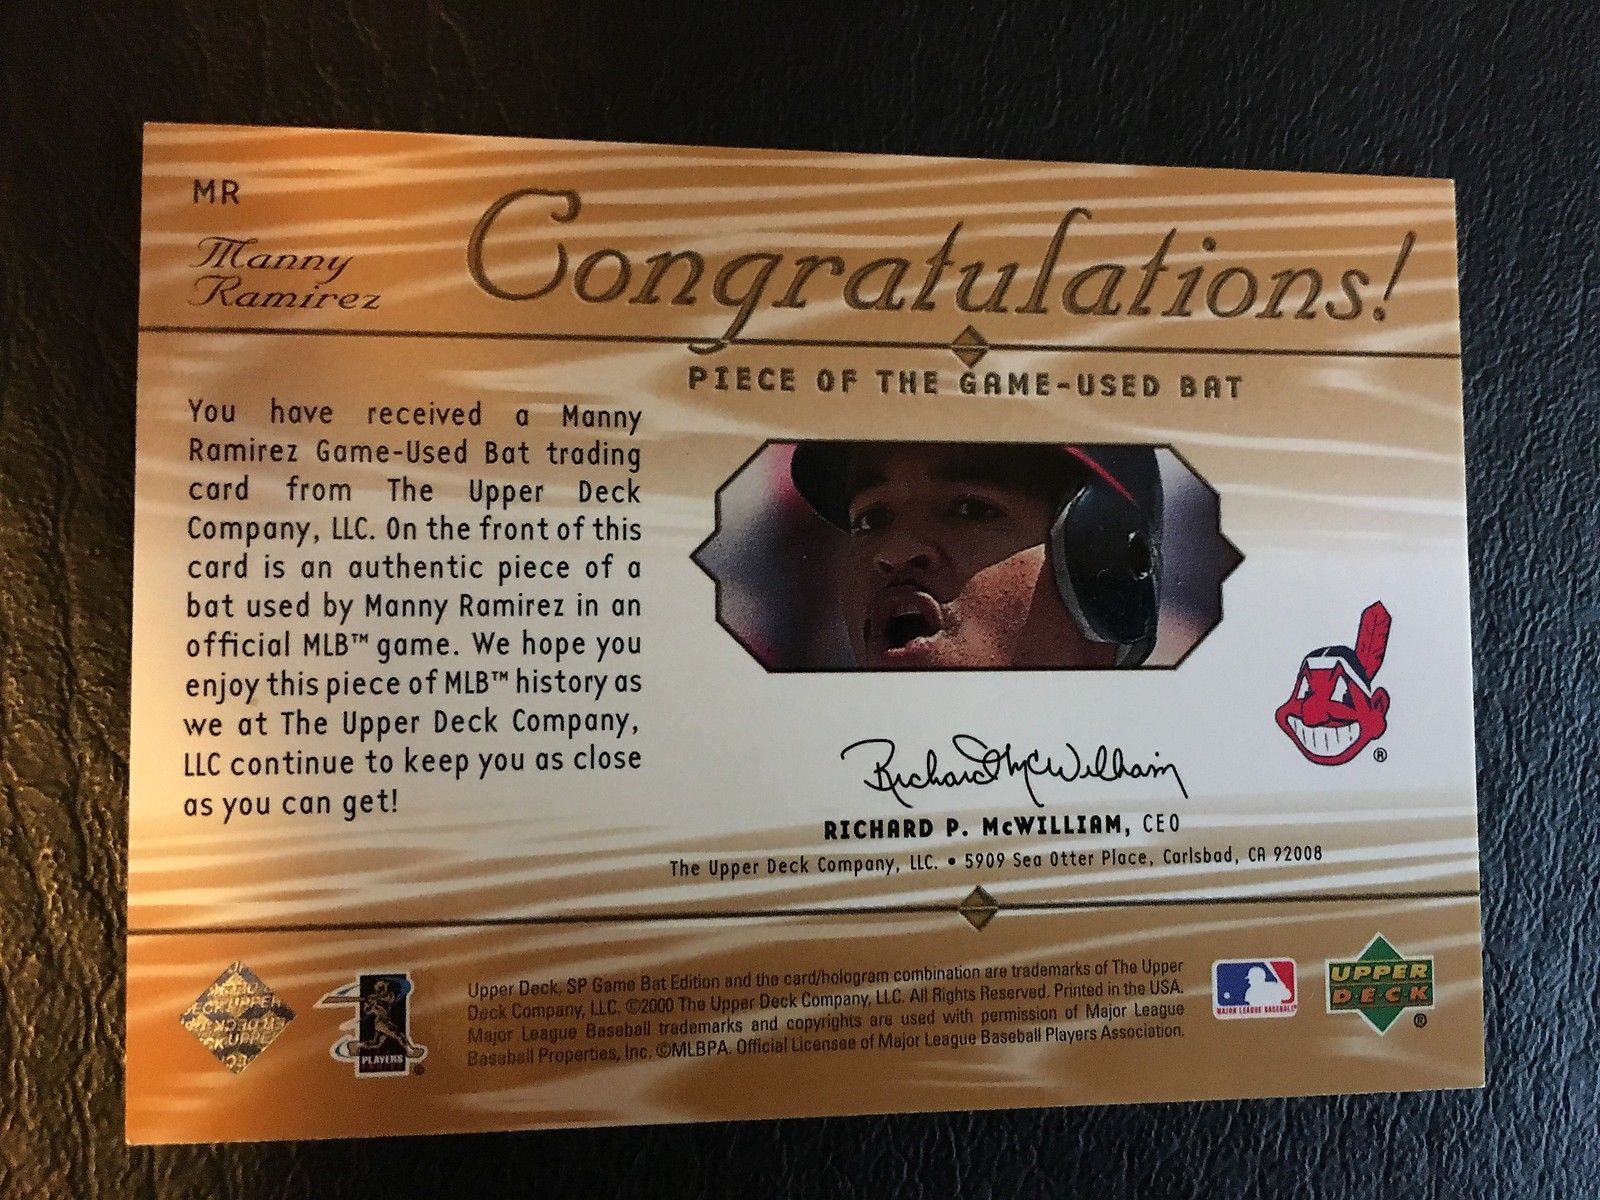 MR
Manny
Ramirez
Congratulations!
PIECE OF THE GAME-USED BAT
You have received a Manny
Ramirez Game-Used Bat trading
card from The Upper Deck
Company, LLC. On the front of this
card is an authentic piece of a
bat used by Manny Ramirez in an
official MLB™ game. We hope you
enjoy this piece of MLB™ history as
we at The Upper Deck Company,
LLC continue to keep you as close
as you can get!
®
Richard McWilliam
RICHARD P. McWILLIAM, CEO
The Upper Deck Company, LLC. • 5909 Sea Otter Place, Carlsbad, CA 92008
PLAYERS
®
Upper Deck, SP Game Bat Edition and the card/hologram combination are trademarks of The Upper
Deck Company, LLC. ©2000 The Upper Deck Company, LLC. All Rights Reserved. Printed in the USA.
Major League Baseball trademarks and copyrights are used with permission of Major League
Baseball Properties, Inc. ©MLBPA. Official Licensee of Major League Baseball Players Association.
MAJOR LEAGUE BASEBALL
UPPER
DECK
®